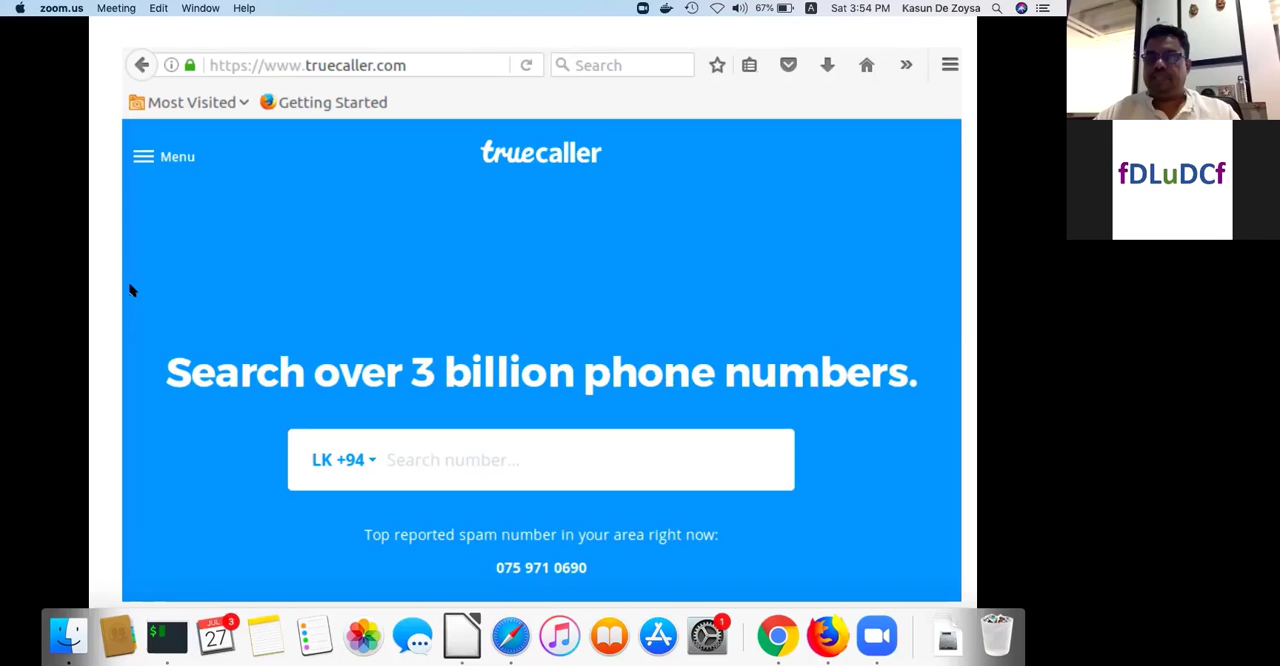 zoom.us Meeting Edit Window Help 67% A Sat 3:54 PM Kasun De Zoysa
https://www.truecaller.com Search
Most Visited Getting Started
Menu truecaller
fDLuDCf
Search over 3 billion phone numbers.
LK +94 Search number...
Top reported spam number in your area right now:
075 971 0690
JUL 3 1
27
$